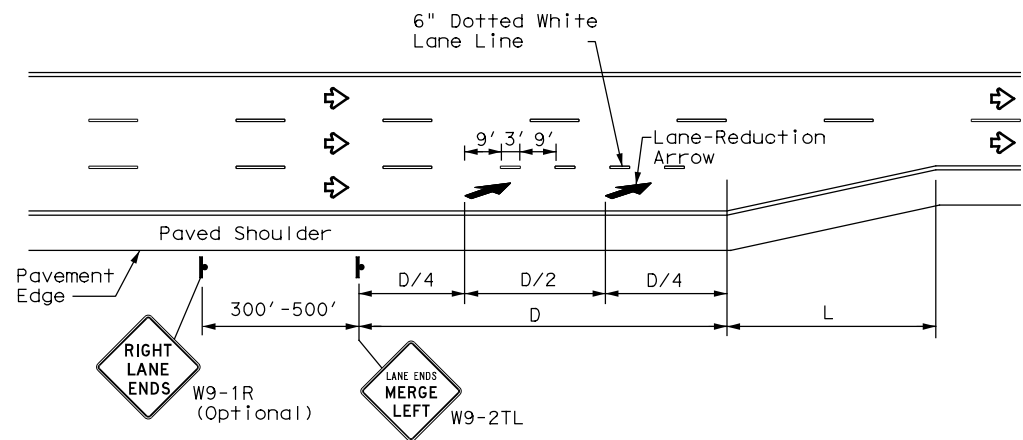 6" Dotted White
Lane Line
9' 3' 9'
Lane-Reduction
Arrow
Paved Shoulder
Pavement
Edge
D/4 D/2 D/4
300'-500' D L
RIGHT
LANE
ENDS
W9-1R
(Optional)
LANE ENDS
MERGE
LEFT
W9-2TL